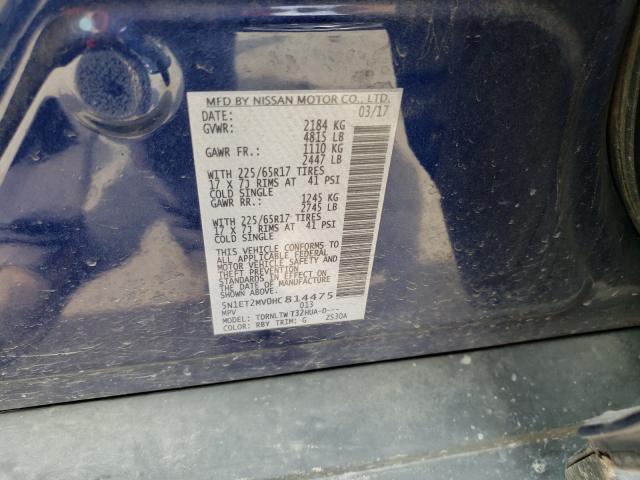 MFD BY NISSAN MOTOR CO., LTD.
DATE: 03/17
GVWR: 2184 KG
4815 LB
GAWR FR.: 1110 KG
2447 LB
WITH 225/65R17 TIRES
17 X 7J RIMS AT 41 PSI
COLD SINGLE
GAWR RR.: 1245 KG
2745 LB
WITH 225/65R17 TIRES
17 X 7J RIMS AT 41 PSI
COLD SINGLE
THIS VEHICLE CONFORMS TO
ALL APPLICABLE FEDERAL
MOTOR VEHICLE SAFETY AND
THEFT PREVENTION
STANDARDS IN EFFECT ON
THE DATE OF MANUFACTURE
SHOWN ABOVE.
5N1ET2MV0HC814475
MPV 013
MODEL: TDRNLTWT32HUA-D---
COLOR: RBY TRIM: G ZS30A